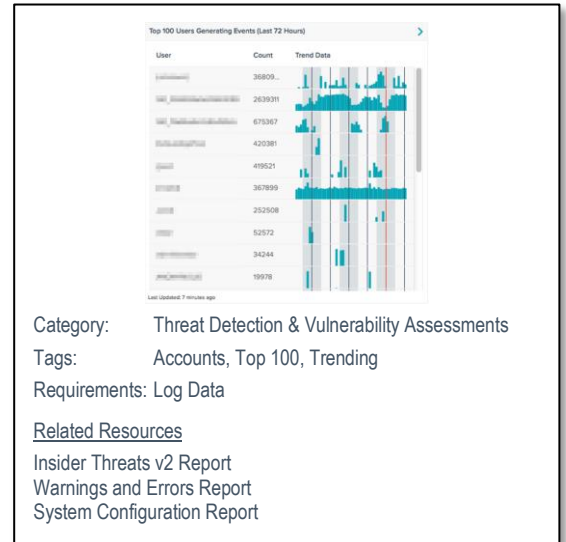 Top 100 Users Generating Events (Last 72 Hours)
User Count Trend Data
36809...
2639311
675367
420381
419521
367899
252508
52572
34244
19978
Last Updated: 7 minutes ago
Category: Threat Detection & Vulnerability Assessments
Tags: Accounts, Top 100, Trending
Requirements: Log Data
Related Resources
Insider Threats v2 Report
Warnings and Errors Report
System Configuration Report